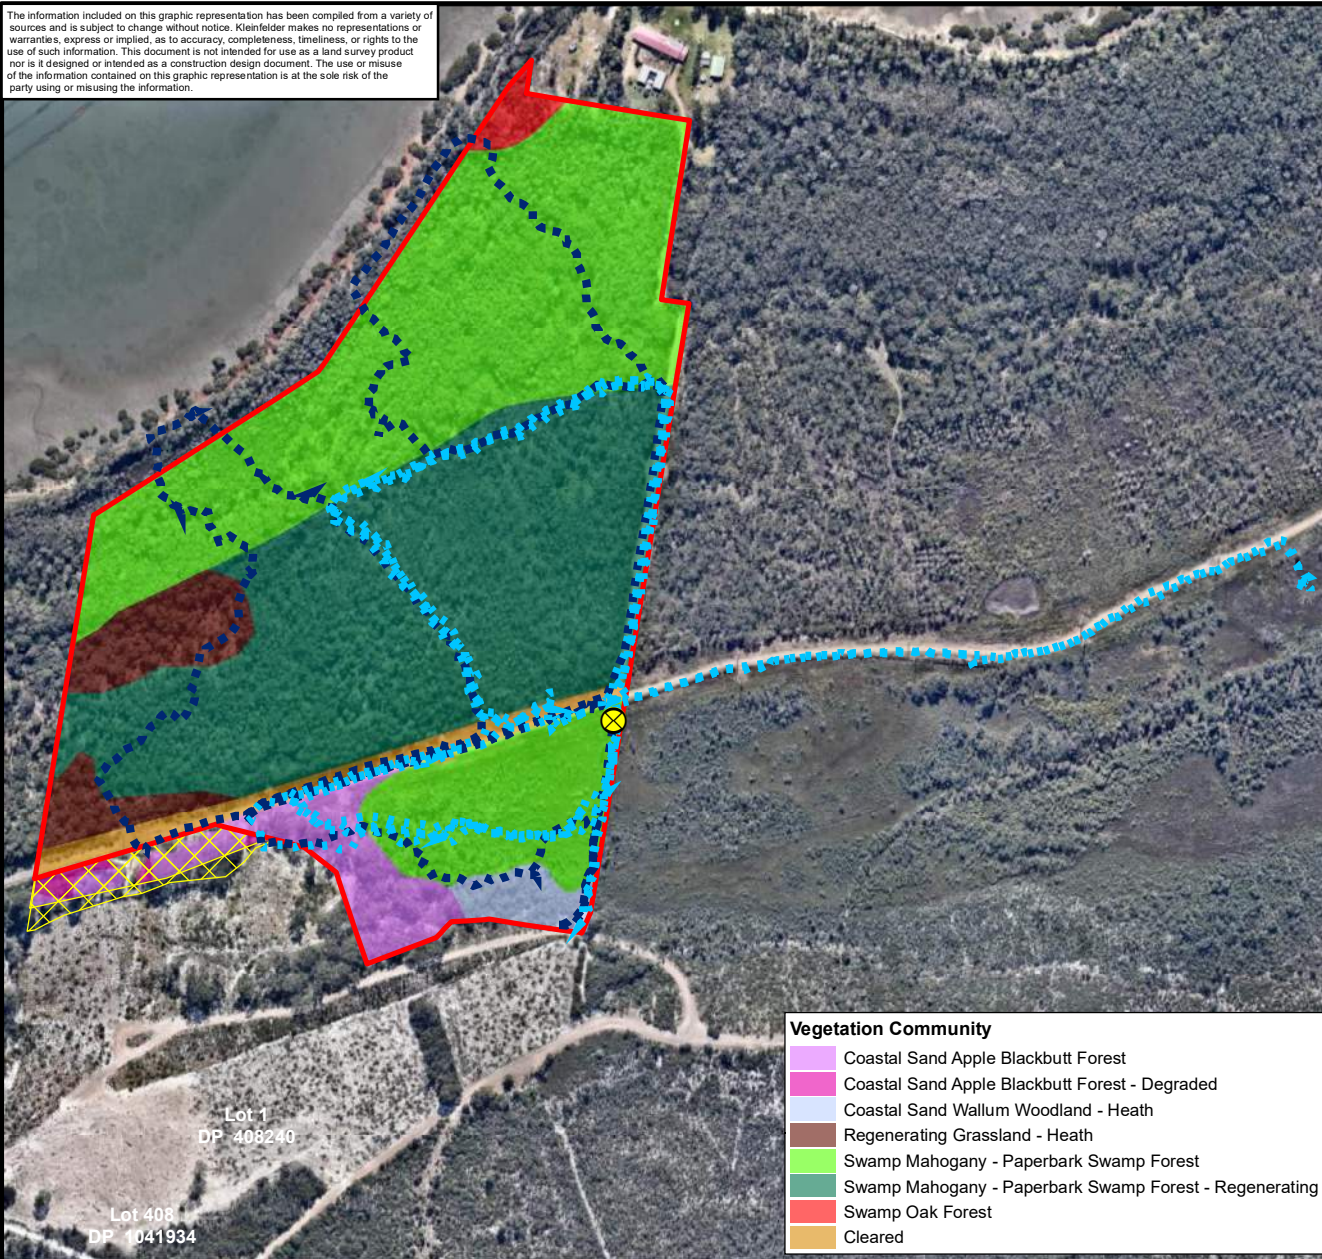 The information included on this graphic representation has been compiled from a variety of
sources and is subject to change without notice. Kleinfelder makes no representations or
warranties, express or implied, as to accuracy, completeness, timeliness, or rights to the
use of such information. This document is not intended for use as a land survey product
nor is it designed or intended as a construction design document. The use or misuse
of the information contained on this graphic representation is at the sole risk of the
party using or misusing the information.
Lot 1
DP 408240
Lot 408
DP 1041934
Vegetation Community
Coastal Sand Apple Blackbutt Forest
Coastal Sand Apple Blackbutt Forest - Degraded
Coastal Sand Wallum Woodland - Heath
Regenerating Grassland - Heath
Swamp Mahogany - Paperbark Swamp Forest
Swamp Mahogany - Paperbark Swamp Forest - Regenerating
Swamp Oak Forest
Cleared